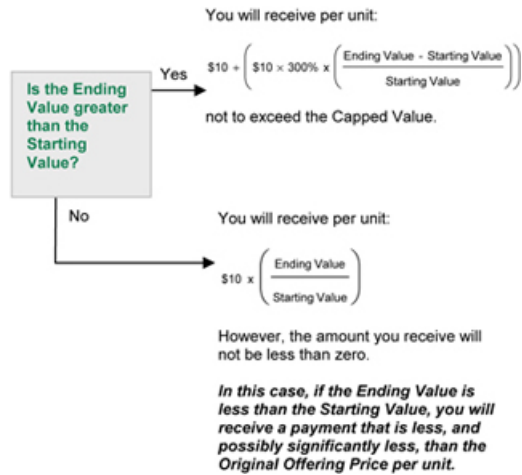 You will receive per unit:
$10 + ( $10 × 300% x ( Ending Value - Starting Value
Starting Value ) )
Yes
not to exceed the Capped Value.
Is the Ending
Value greater
than the
Starting
Value?
No
You will receive per unit:
$10 x ( Ending Value
Starting Value )
However, the amount you receive will
not be less than zero.
In this case, if the Ending Value is
less than the Starting Value, you will
receive a payment that is less, and
possibly significantly less, than the
Original Offering Price per unit.